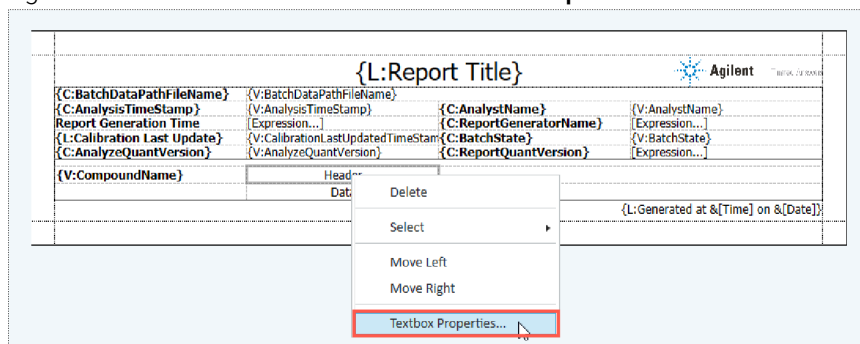 {L:Report Title}
Agilent
{C:BatchDataPathFileName} {V:BatchDataPathFileName}
{C:AnalysisTimeStamp} {V:AnalysisTimeStamp} {C:AnalystName} {V:AnalystName}
Report Generation Time [Expression...] {C:ReportGeneratorName} [Expression...]
{L:Calibration Last Update} {V:CalibrationLastUpdatedTimeStam {C:BatchState} {V:BatchState}
{C:AnalyzeQuantVersion} {V:AnalyzeQuantVersion} {C:ReportQuantVersion} [Expression...]
{V:CompoundName} Header
Data
{L:Generated at &[Time] on &[Date]}
Delete
Select
Move Left
Move Right
Textbox Properties...